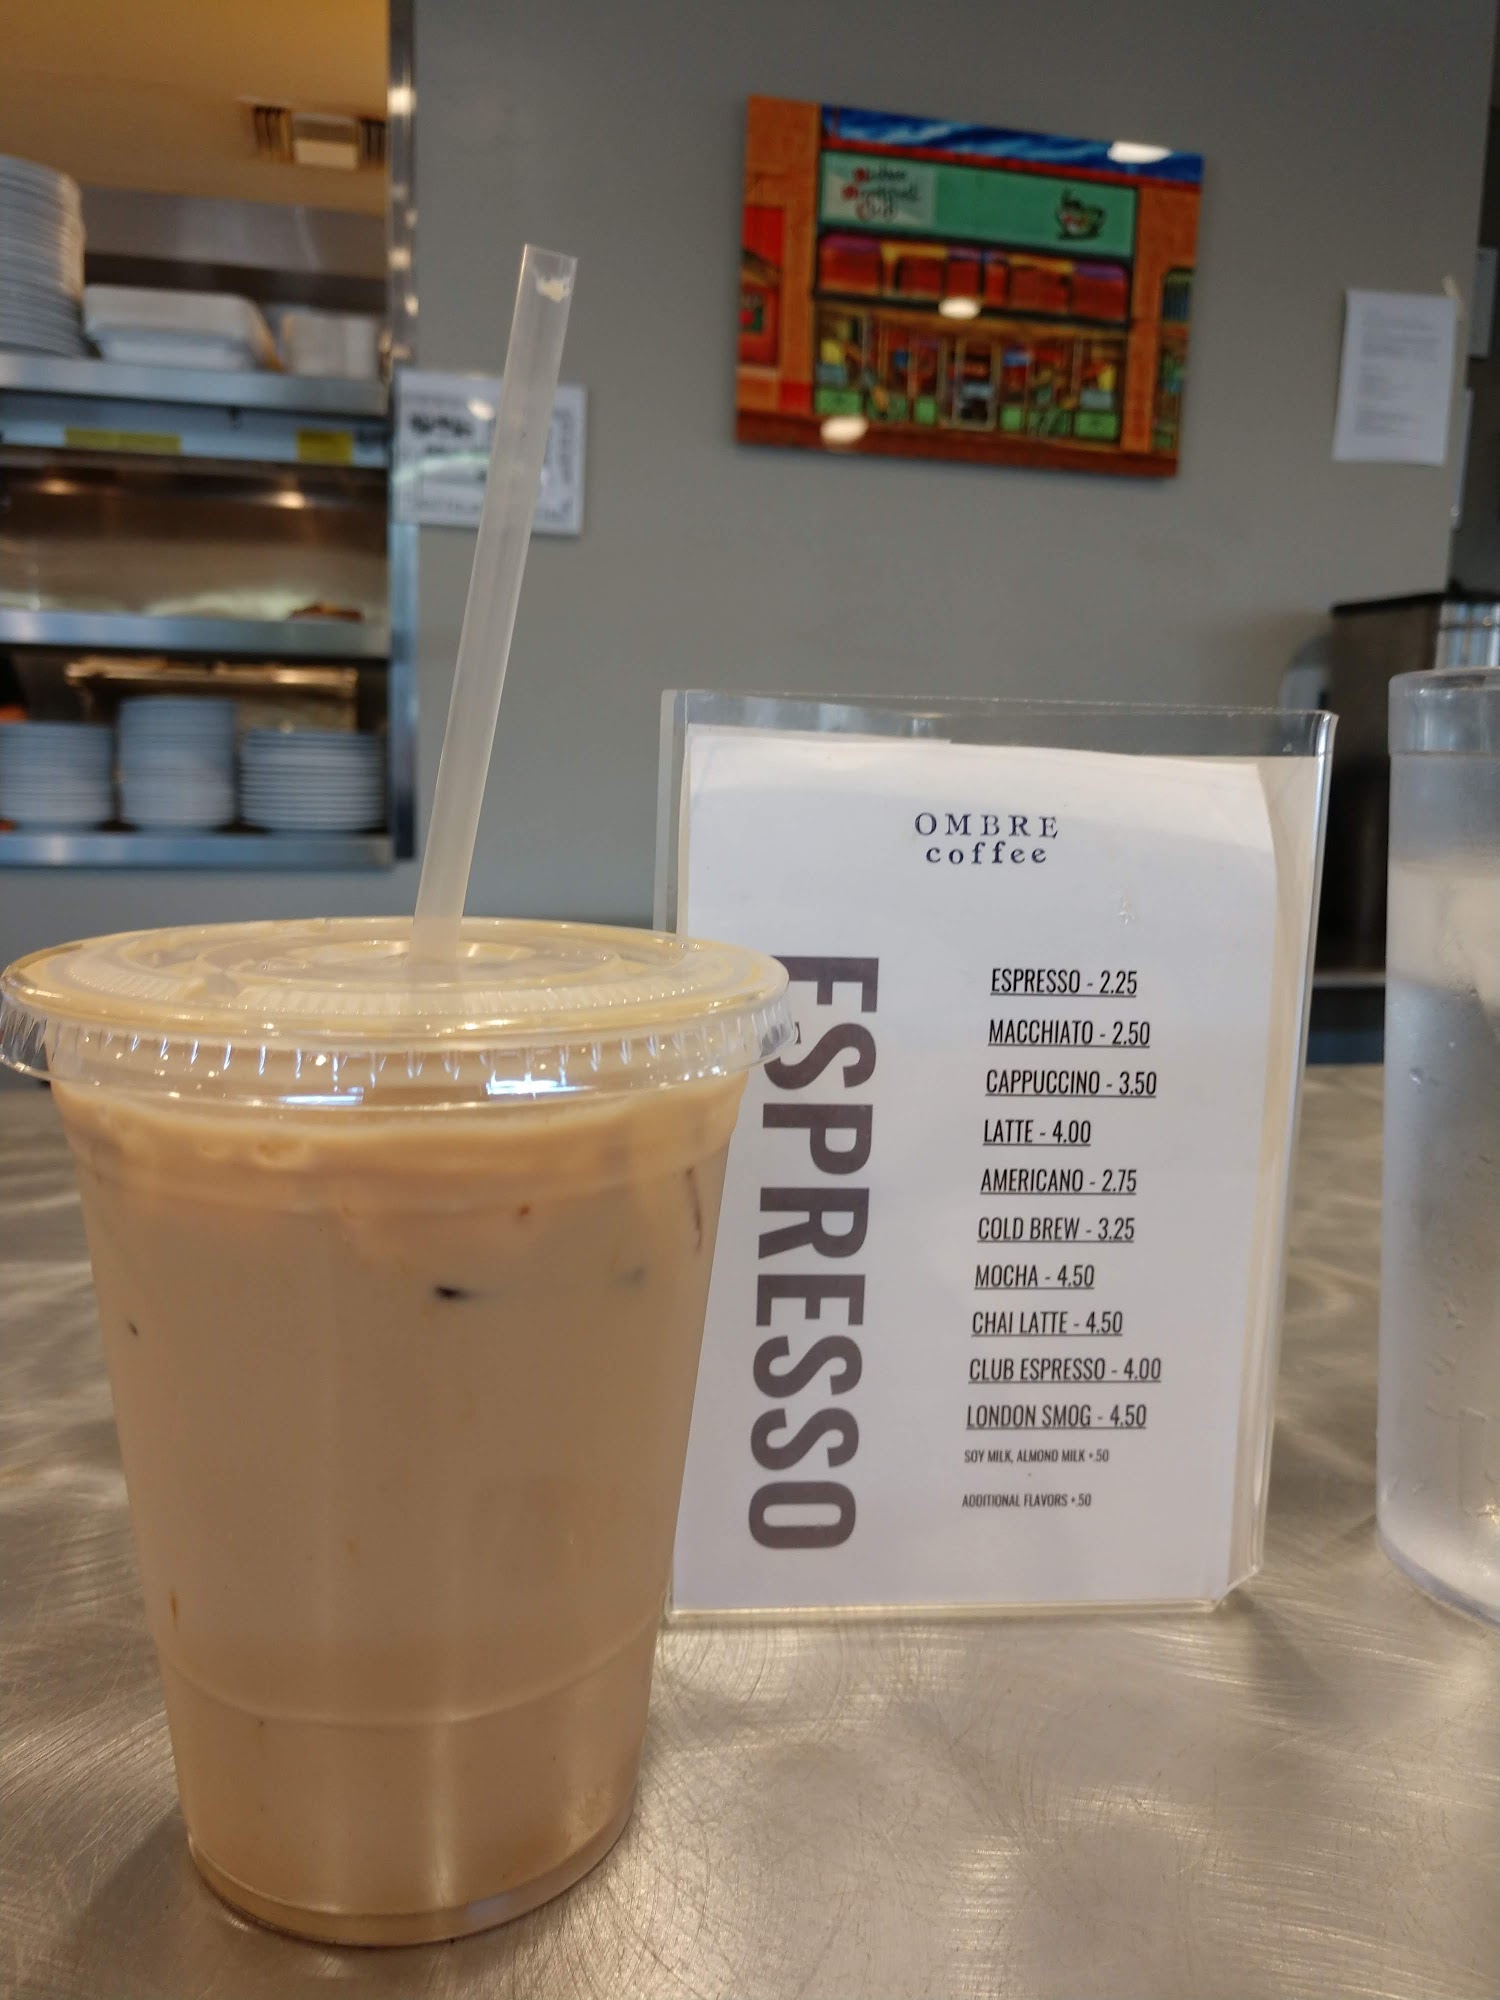 OMBRE
coffee
ESPRESSO
ESPRESSO - 2.25
MACCHIATO - 2.50
CAPPUCCINO - 3.50
LATTE - 4.00
AMERICANO - 2.75
COLD BREW - 3.25
MOCHA - 4.50
CHAI LATTE - 4.50
CLUB ESPRESSO - 4.00
LONDON SMOG - 4.50
SOY MILK, ALMOND MILK +.50
ADDITIONAL FLAVORS +.50